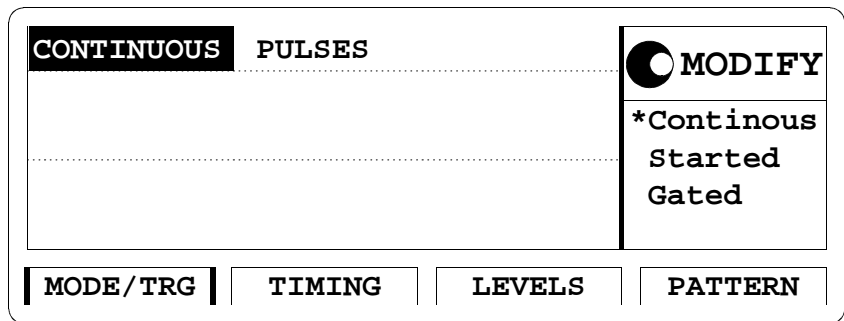 CONTINUOUS PULSES
MODIFY
*Continous
Started
Gated
MODE/TRG TIMING LEVELS PATTERN